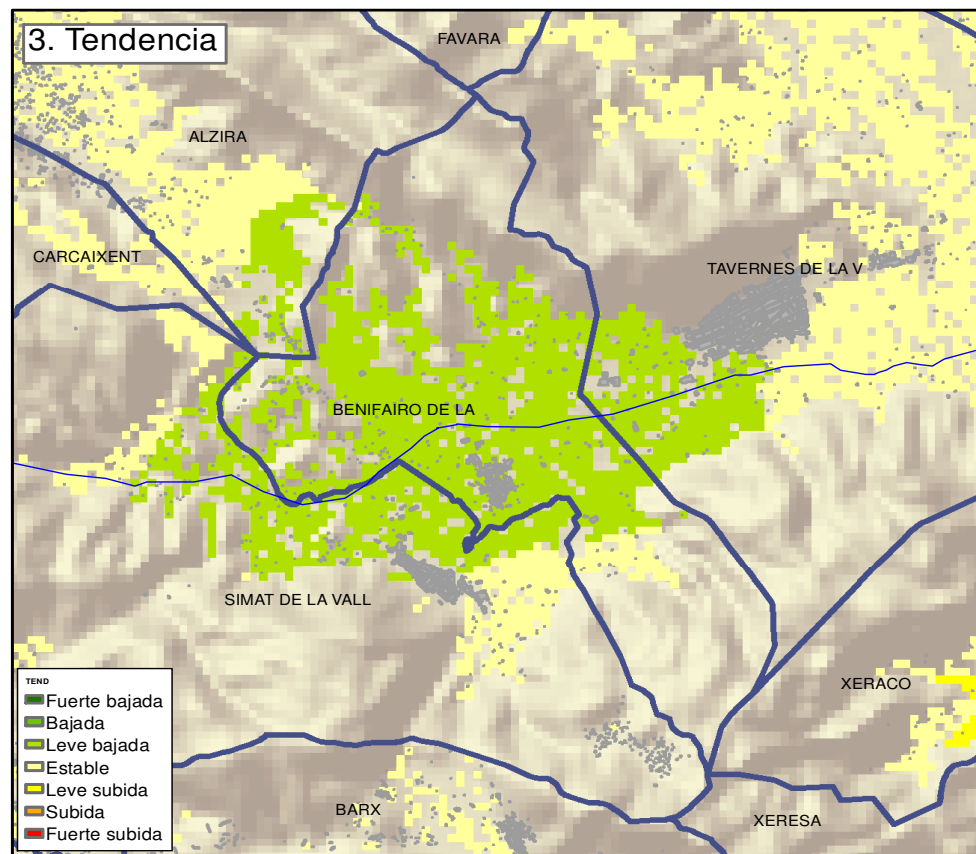 3. Tendencia
FAVARA
ALZIRA
CARCAIXENT
TAVERNES DE LA V
BENIFAIRO DE LA
SIMAT DE LA VALL
XERACO
BARX
XERESA
TEND
Fuerte bajada
Bajada
Leve bajada
Estable
Leve subida
Subida
Fuerte subida